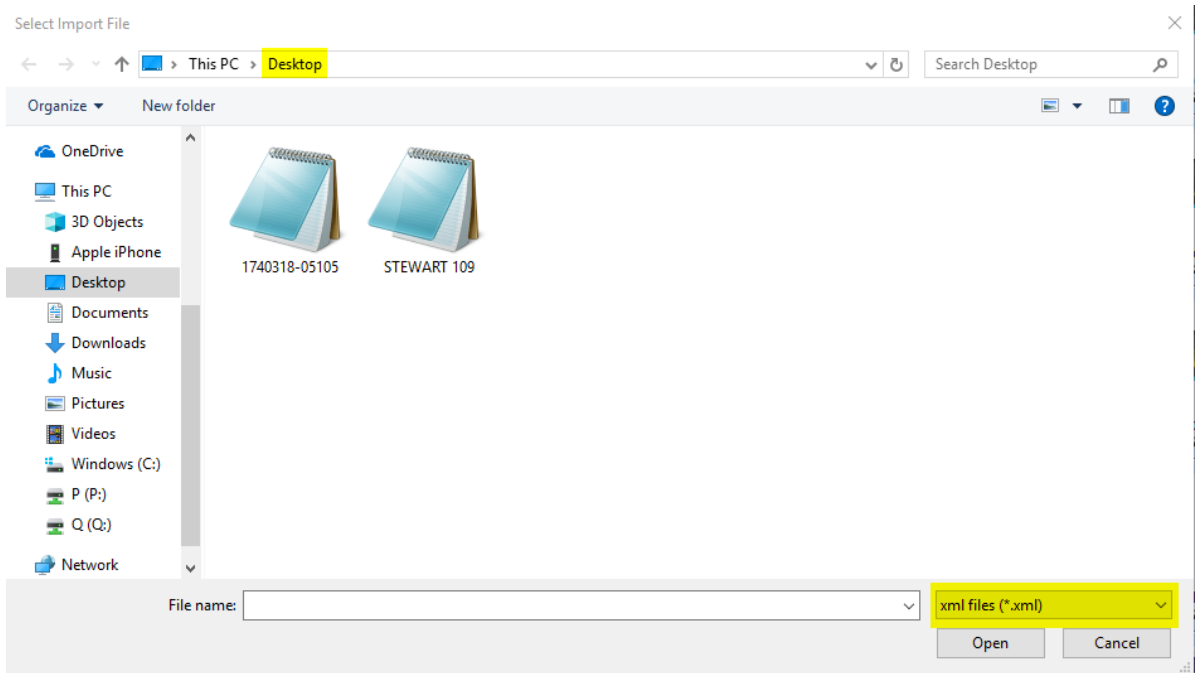 Select Import File
This PC > Desktop
Search Desktop
Organize
New folder
OneDrive
This PC
3D Objects
Apple iPhone
Desktop
Documents
Downloads
Music
Pictures
Videos
Windows (C:)
P (P:)
Q (Q:)
Network
1740318-05105
STEWART 109
File name:
xml files (*.xml)
Open
Cancel